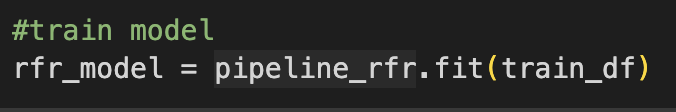 #train model
rfr_model = pipeline_rfr.fit(train_df)